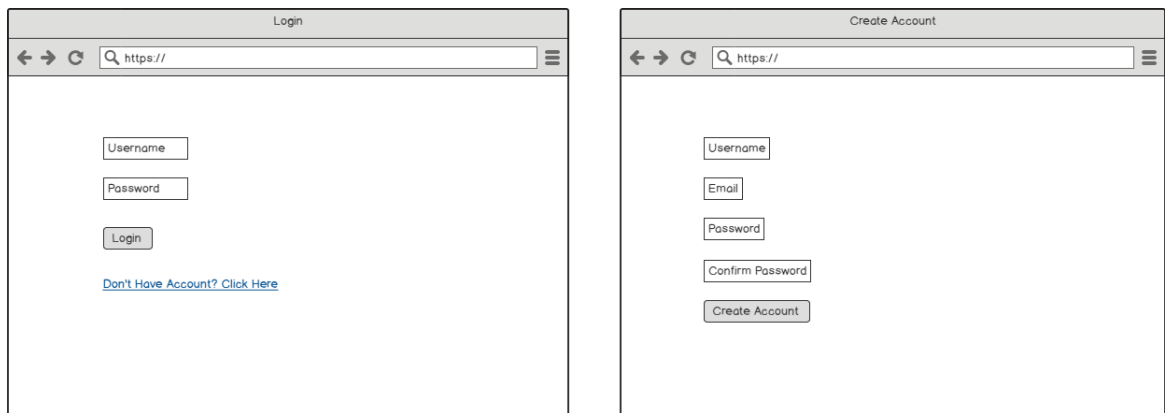 Login
https://
Username
Password
Login
Don't Have Account? Click Here
Create Account
https://
Username
Email
Password
Confirm Password
Create Account